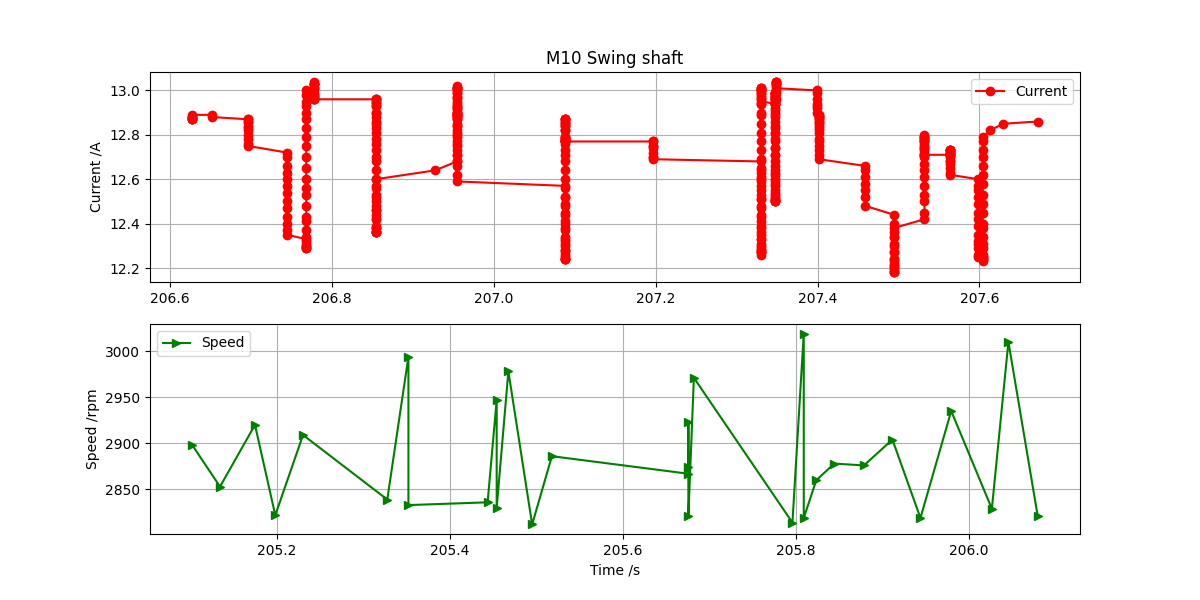 M10 Swing shaft
13.0
12.8
12.6
12.4
12.2
Current /A
Current
206.6 206.8 207.0 207.2 207.4 207.6
3000
2950
2900
2850
Speed /rpm
Speed
205.2 205.4 205.6 205.8 206.0
Time /s